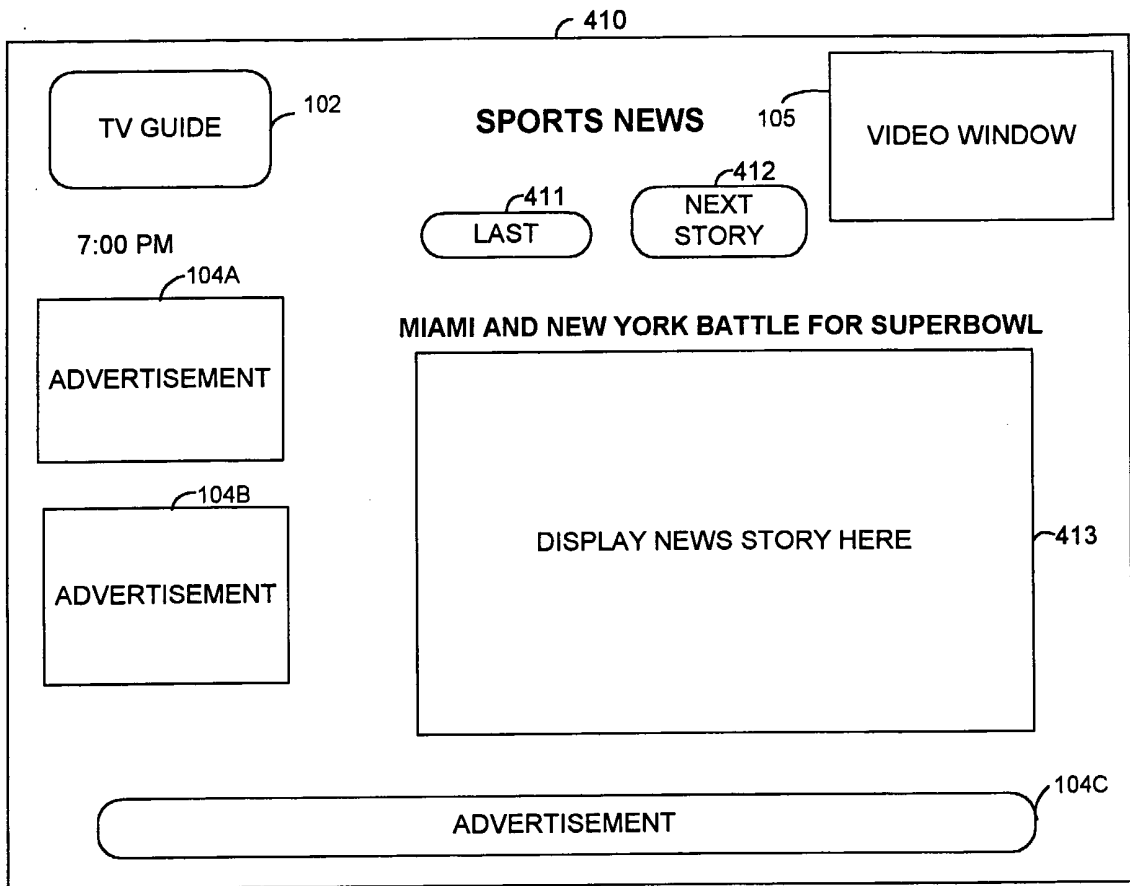 410
TV GUIDE
102
SPORTS NEWS
105
VIDEO WINDOW
411
LAST
412
NEXT
STORY
7:00 PM
104A
ADVERTISEMENT
MIAMI AND NEW YORK BATTLE FOR SUPERBOWL
104B
ADVERTISEMENT
DISPLAY NEWS STORY HERE
413
104C
ADVERTISEMENT